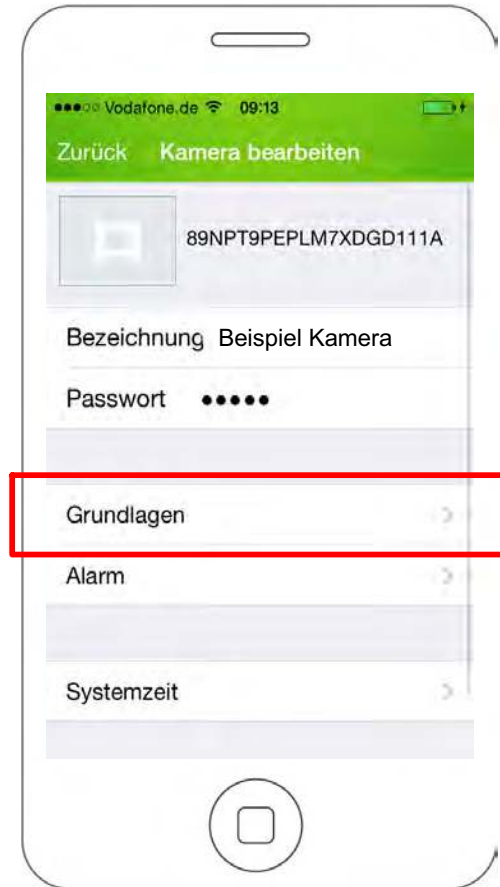 Vodafone.de 09:13
Zurück Kamera bearbeiten
89NPT9PEPLM7XDGD111A
Bezeichnung Beispiel Kamera
Passwort •••••
Grundlagen
Alarm
Systemzeit